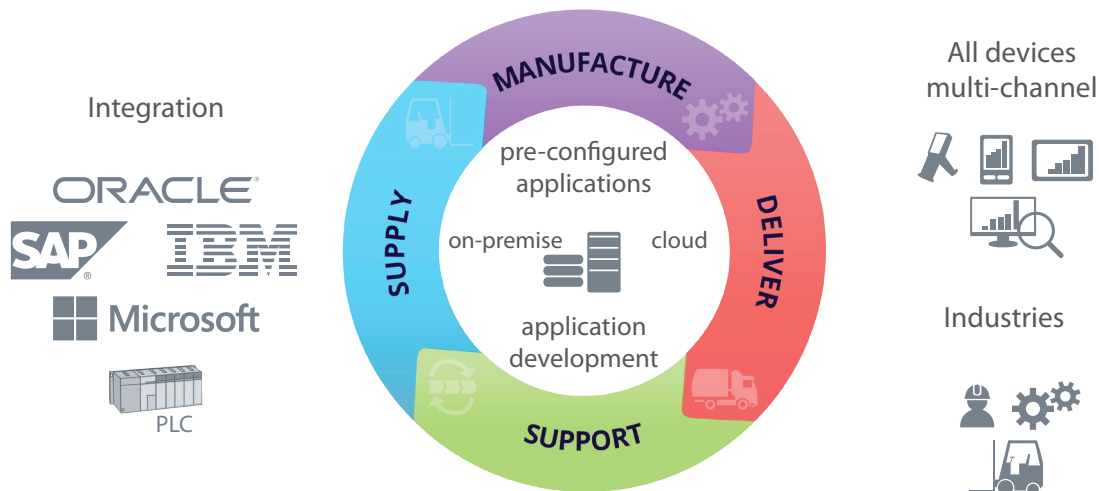 Integration
ORACLE®
SAP®
IBM
Microsoft
PLC
MANUFACTURE
SUPPLY
DELIVER
SUPPORT
pre-configured
applications
on-premise
cloud
application
development
All devices
multi-channel
Industries